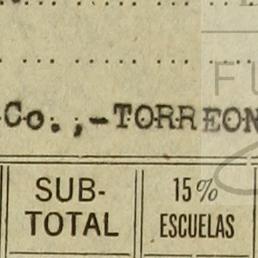 Co.,-TORREON
SUB-
TOTAL
15%
ESCUELAS